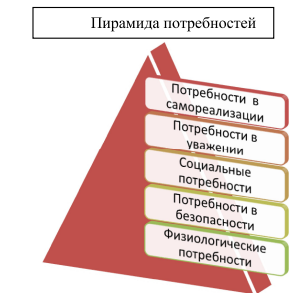 Пирамида потребностей
Потребности в
самореализации
Потребности в
уважении
Социальные
потребности
Потребности в
безопасности
Физиологические
потребности